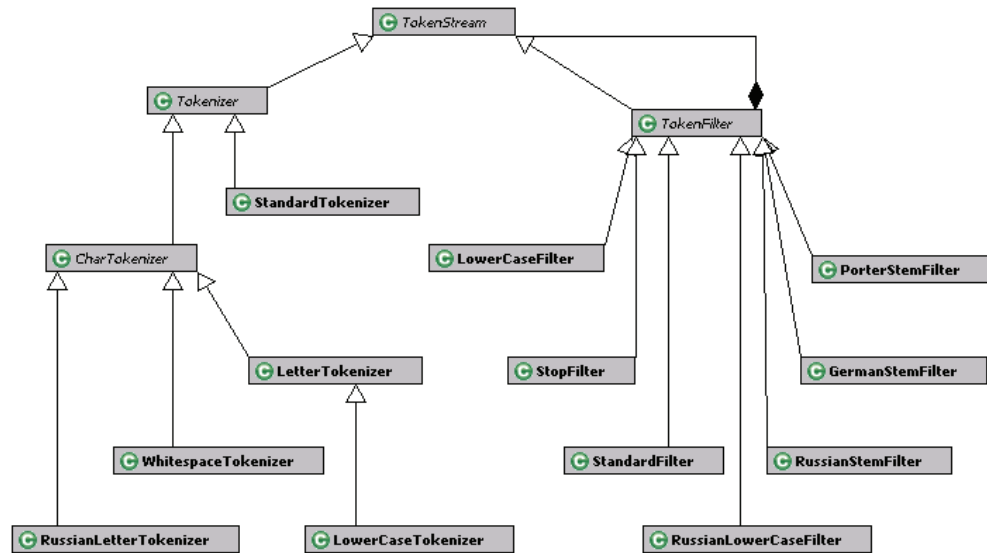 TokenStream
Tokenizer
TokenFilter
StandardTokenizer
CharTokenizer
LowerCaseFilter
PorterStemFilter
LetterTokenizer
StopFilter
GermanStemFilter
WhitespaceTokenizer
StandardFilter
RussianStemFilter
RussianLetterTokenizer
LowerCaseTokenizer
RussianLowerCaseFilter